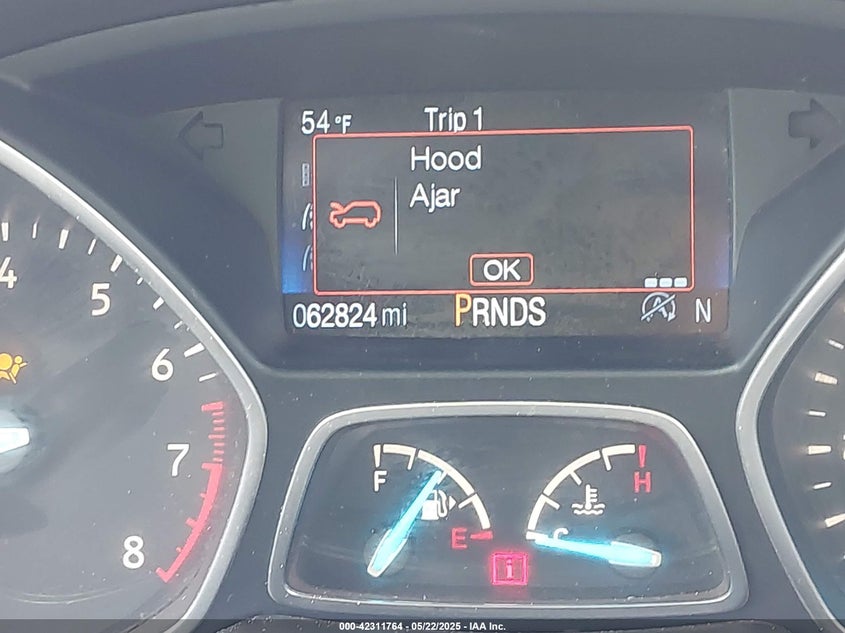 54°F Trip 1
Hood
Ajar
OK
062824 mi PRNDS N
4
5
6
7
8
F
E
C
H
i
000-42311764 - 05/22/2025 - IAA Inc.